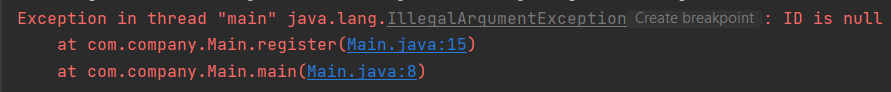 Exception in thread "main" java.lang.IllegalArgumentException Create breakpoint : ID is null
    at com.company.Main.register(Main.java:15)
    at com.company.Main.main(Main.java:8)